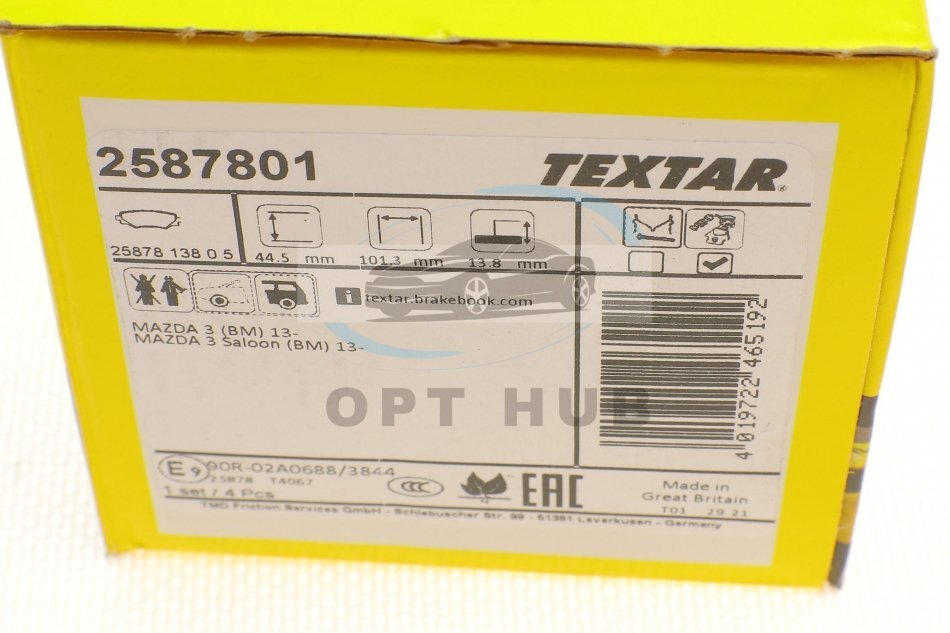 2587801
TEXTAR
25878 138 0 5
44.5 mm
101.3 mm
13.8 mm
i textar.brakebook.com
MAZDA 3 (BM) 13-
MAZDA 3 Saloon (BM) 13-
OPT HUB
4 019722 465192
E9 90R-02A0688/3844
25878 T4067
1 set / 4 Pcs
CCC
EAC
Made in
Great Britain
T01 29 21
TMD Friction Services GmbH - Schlebuscher Str. 99 - 51381 Leverkusen - Germany